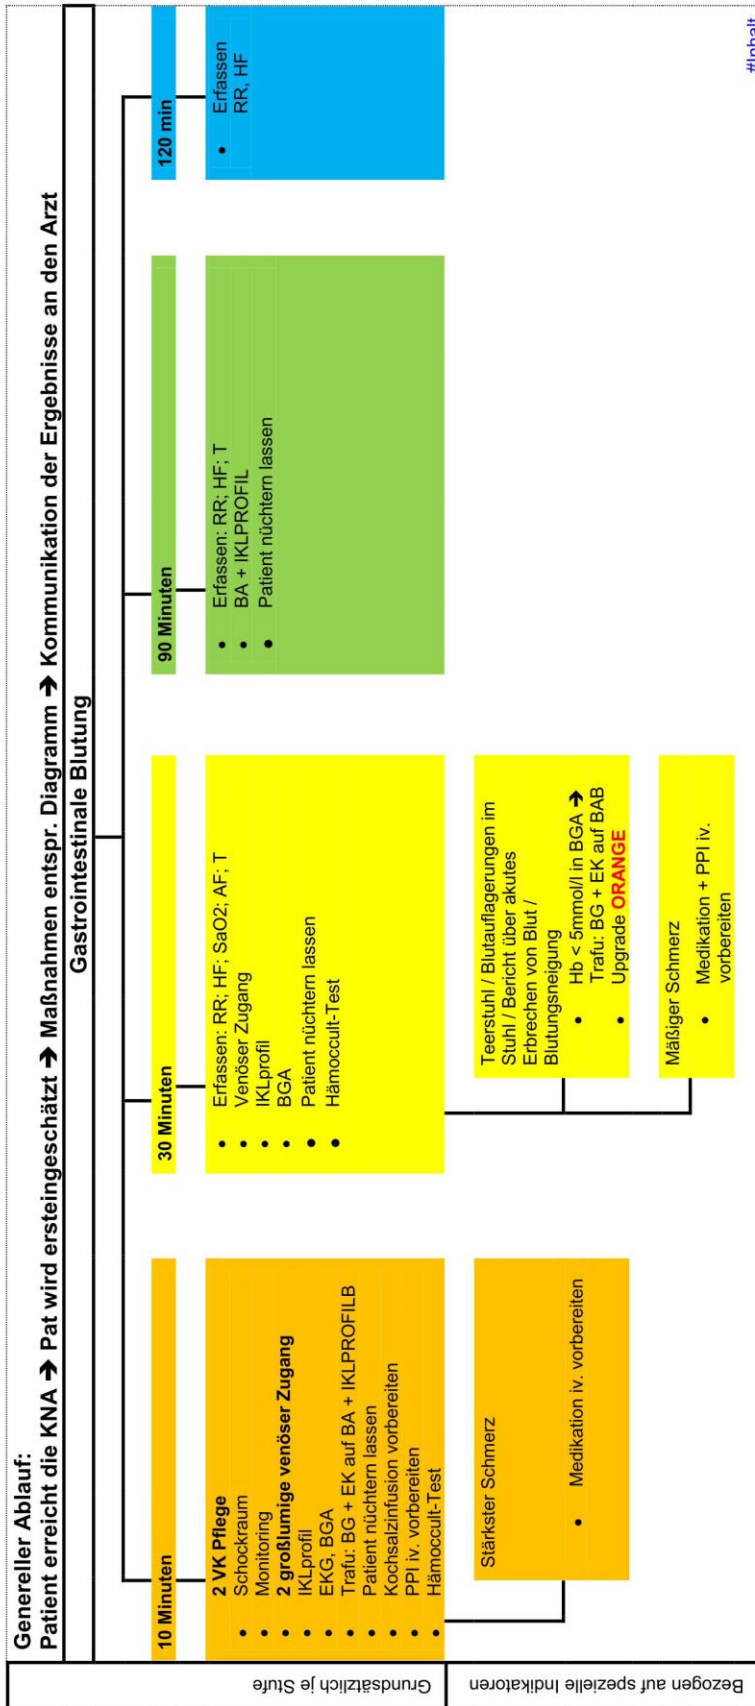 Genereller Ablauf:
Patient erreicht die KNA ➔ Pat wird ersteingeschätzt ➔ Maßnahmen entspr. Diagramm ➔ Kommunikation der Ergebnisse an den Arzt
Gastrointestinale Blutung
Grundsätzlich je Stufe
10 Minuten
2 VK Pflege
• Schockraum
• Monitoring
• 2 großlumige venöser Zugang
• IKLprofil
• EKG, BGA
• Trafu: BG + EK auf BA + IKLPROFILB
• Patient nüchtern lassen
• Kochsalzinfusion vorbereiten
• PPI iv. vorbereiten
• Hämoccult-Test
30 Minuten
• Erfassen: RR; HF; SaO2; AF; T
• Venöser Zugang
• IKLprofil
• BGA
• Patient nüchtern lassen
• Hämoccult-Test
90 Minuten
• Erfassen: RR; HF; T
• BA + IKLPROFIL
• Patient nüchtern lassen
120 min
• Erfassen
RR, HF
Bezogen auf spezielle Indikatoren
Stärkster Schmerz
• Medikation iv. vorbereiten
Teerstuhl / Blutauflagerungen im
Stuhl / Bericht über akutes
Erbrechen von Blut /
Blutungsneigung
• Hb < 5mmol/l in BGA ➔
Trafu: BG + EK auf BAB
• Upgrade ORANGE
Mäßiger Schmerz
• Medikation + PPI iv.
vorbereiten
#Inhalt